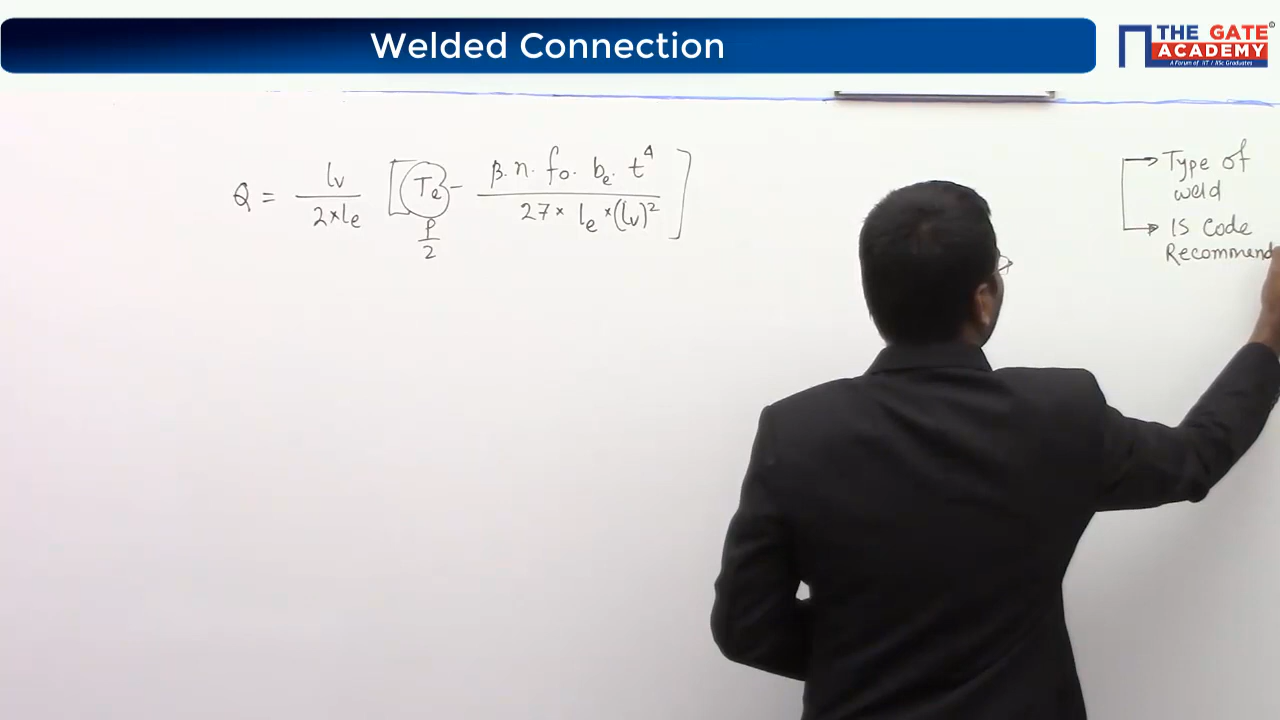 Welded Connection
THE GATE
ACADEMY
A Forum of IIT / IISc Graduates
Q = lv / 2×le [ Te − β.n. fo. be. t⁴ / 27× le ×(lv)² ]
P/2
Type of
weld
IS Code
Recommend